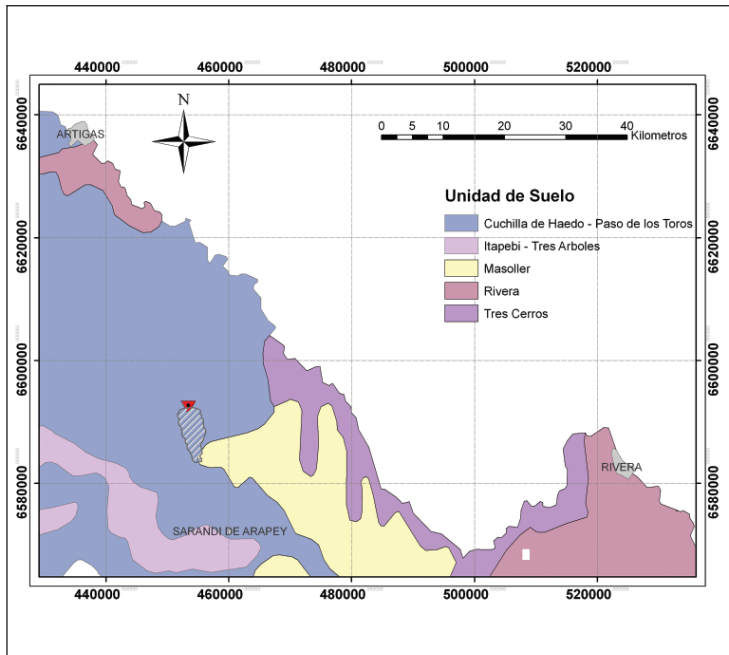 440000 460000 480000 500000 520000
N
0 5 10 20 30 40
Kilometros
6640000 6640000
ARTIGAS
Unidad de Suelo
Cuchilla de Haedo - Paso de los Toros
Itapebi - Tres Arboles
Masoller
Rivera
Tres Cerros
6620000 6620000
6600000 6600000
RIVERA
6580000 6580000
SARANDI DE ARAPEY
440000 460000 480000 500000 520000